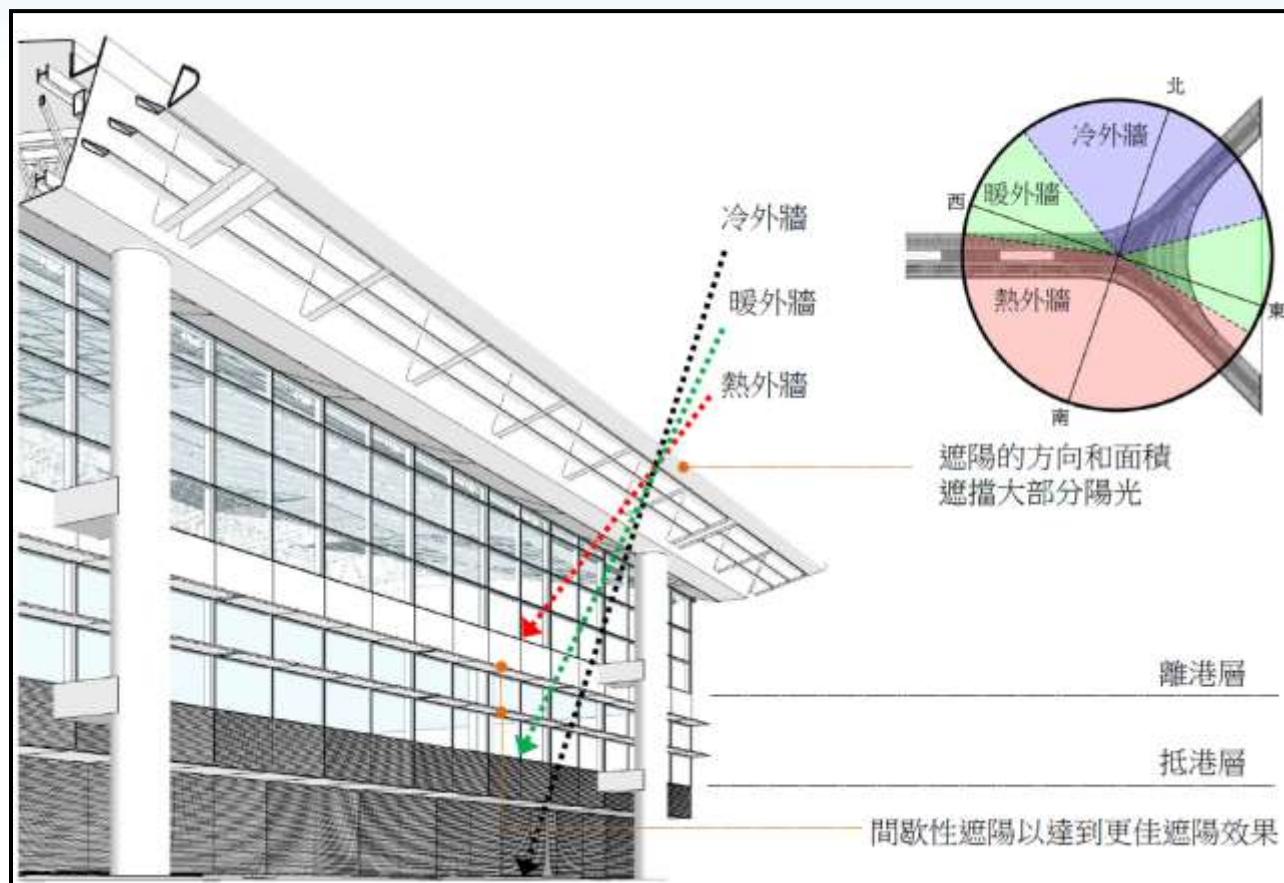 北
冷外牆
暖外牆
西
熱外牆
東
南
冷外牆
暖外牆
熱外牆
遮陽的方向和面積
遮擋大部分陽光
離港層
抵港層
間歇性遮陽以達到更佳遮陽效果